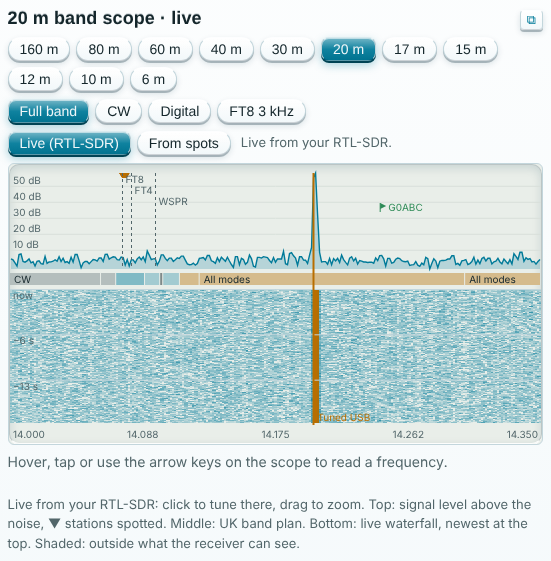 20 m band scope · live
160 m 80 m 60 m 40 m 30 m 20 m 17 m 15 m
12 m 10 m 6 m
Full band CW Digital FT8 3 kHz
Live (RTL-SDR) From spots Live from your RTL-SDR.
50 dB
FT8
40 dB
FT4
30 dB
WSPR
G0ABC
20 dB
10 dB
CW All modes All modes
now
−6 s
−13 s
Tuned USB
14.000 14.088 14.175 14.262 14.350
Hover, tap or use the arrow keys on the scope to read a frequency.
Live from your RTL-SDR: click to tune there, drag to zoom. Top: signal level above the
noise, ▼ stations spotted. Middle: UK band plan. Bottom: live waterfall, newest at the
top. Shaded: outside what the receiver can see.